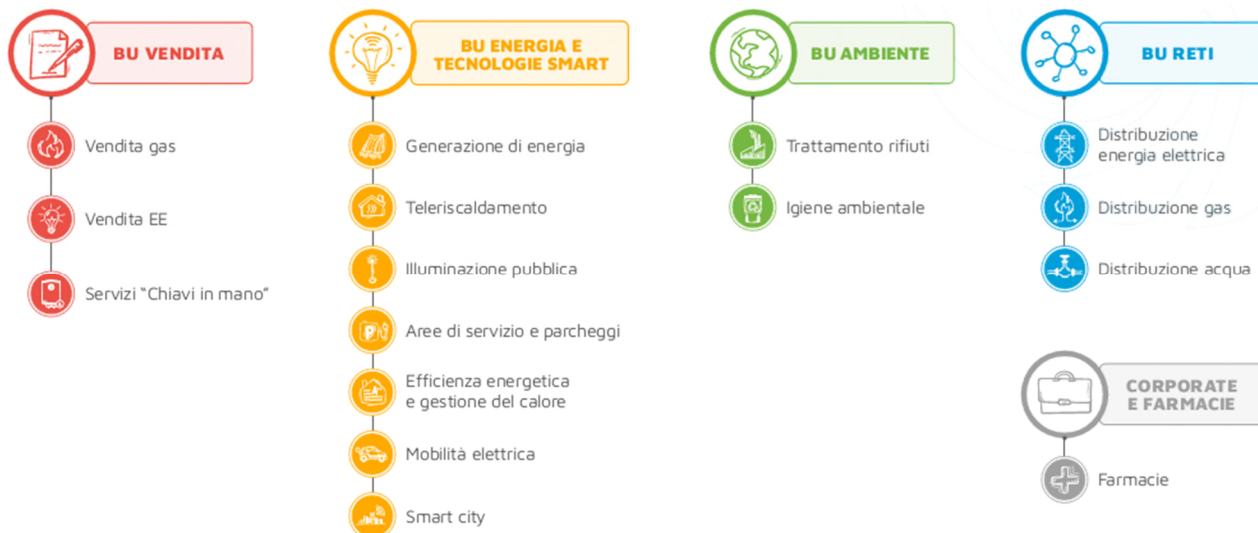 BU VENDITA
Vendita gas
Vendita EE
Servizi “Chiavi in mano”
BU ENERGIA E
TECNOLOGIE SMART
Generazione di energia
Teleriscaldamento
Illuminazione pubblica
P
Aree di servizio e parcheggi
Efficienza energetica
e gestione del calore
Mobilità elettrica
Smart city
BU AMBIENTE
Trattamento rifiuti
Igiene ambientale
BU RETI
Distribuzione
energia elettrica
Distribuzione gas
Distribuzione acqua
CORPORATE
E FARMACIE
Farmacie